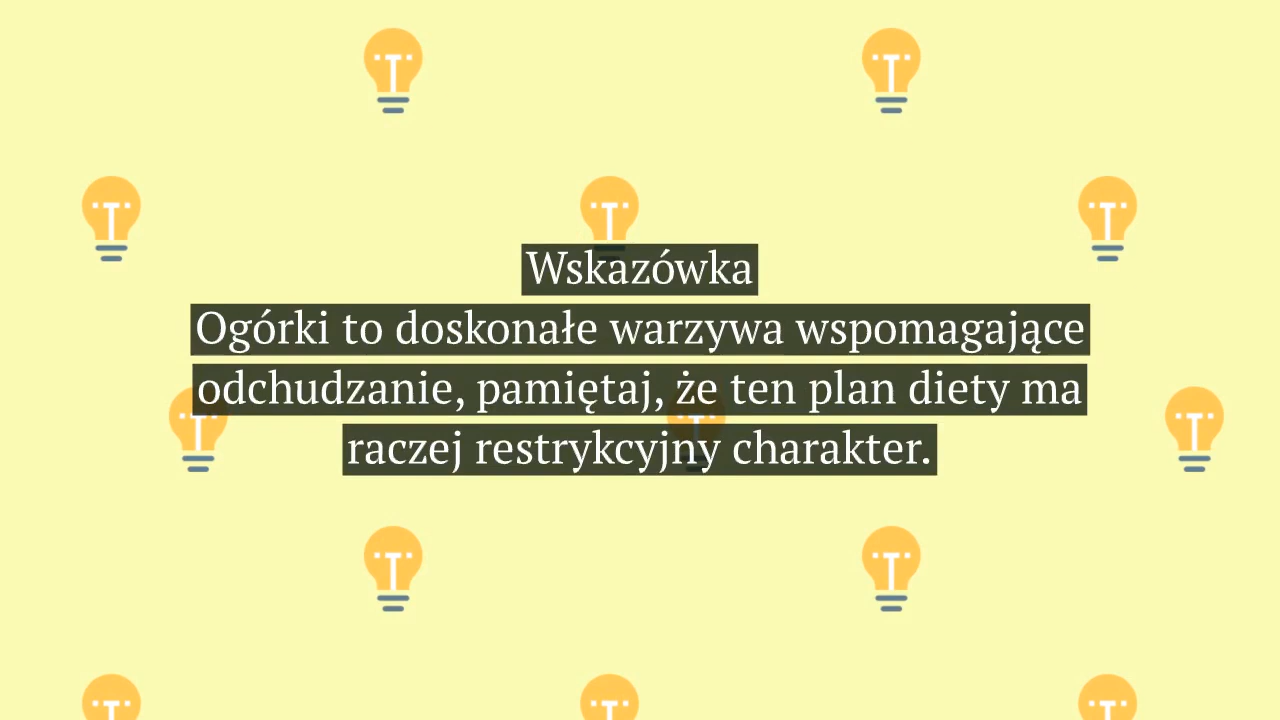 Wskazówka
Ogórki to doskonałe warzywa wspomagające
odchudzanie, pamiętaj, że ten plan diety ma
raczej restrykcyjny charakter.